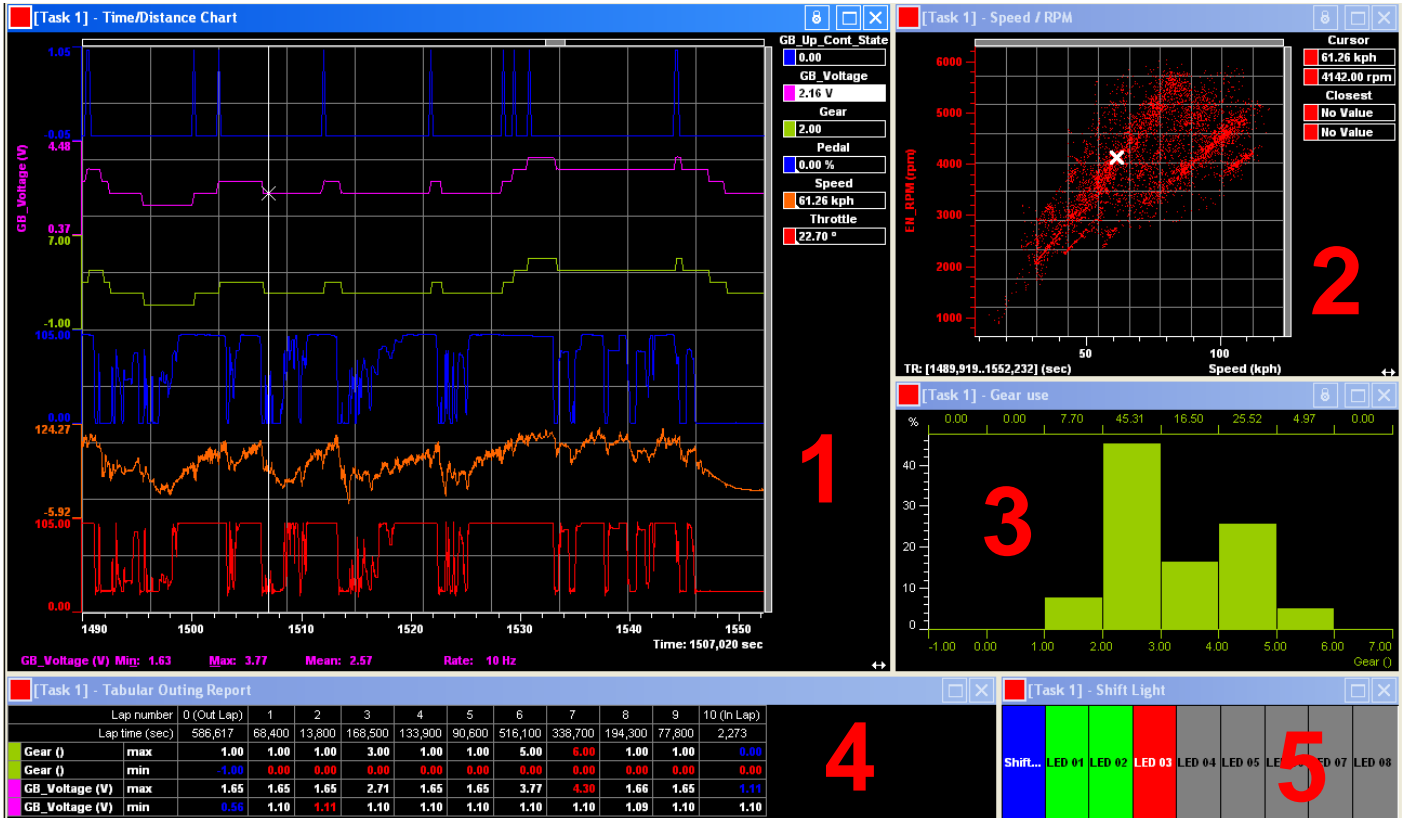 [Task 1] - Time/Distance Chart
1.05
-0.05
4.48
GB_Voltage (V)
0.37
7.00
-1.00
105.00
0.00
124.27
-5.92
105.00
0.00
1490 1500 1510 1520 1530 1540 1550
Time: 1507,020 sec
GB_Voltage (V) Min: 1.63 Max: 3.77 Mean: 2.57 Rate: 10 Hz
GB_Up_Cont_State
0.00
GB_Voltage
2.16 V
Gear
2.00
Pedal
0.00 %
Speed
61.26 kph
Throttle
22.70 º
1
[Task 1] - Speed / RPM
6000
5000
4000
3000
2000
1000
EN_RPM (rpm)
50 100
TR: [1489,919..1552,232] (sec) Speed (kph)
Cursor
61.26 kph
4142.00 rpm
Closest
No Value
No Value
2
[Task 1] - Gear use
% 0.00 0.00 7.70 45.31 16.50 25.52 4.97 0.00
40
30
20
10
0
-1.00 0.00 1.00 2.00 3.00 4.00 5.00 6.00 7.00
Gear ()
3
[Task 1] - Tabular Outing Report
Lap number 0 (Out Lap) 1 2 3 4 5 6 7 8 9 10 (In Lap)
Lap time (sec) 586,617 68,400 13,800 168,500 133,900 90,600 516,100 338,700 194,300 77,800 2,273
Gear () max 1.00 1.00 1.00 3.00 1.00 1.00 5.00 6.00 1.00 1.00 0.00
Gear () min -1.00 0.00 0.00 0.00 0.00 0.00 0.00 0.00 0.00 0.00 0.00
GB_Voltage (V) max 1.65 1.65 1.65 2.71 1.65 1.65 3.77 4.30 1.66 1.65 1.11
GB_Voltage (V) min 0.56 1.10 1.11 1.10 1.10 1.10 1.10 1.10 1.09 1.10 1.10
4
[Task 1] - Shift Light
Shift... LED 01 LED 02 LED 03 LED 04 LED 05 LED 07 LED 08
5